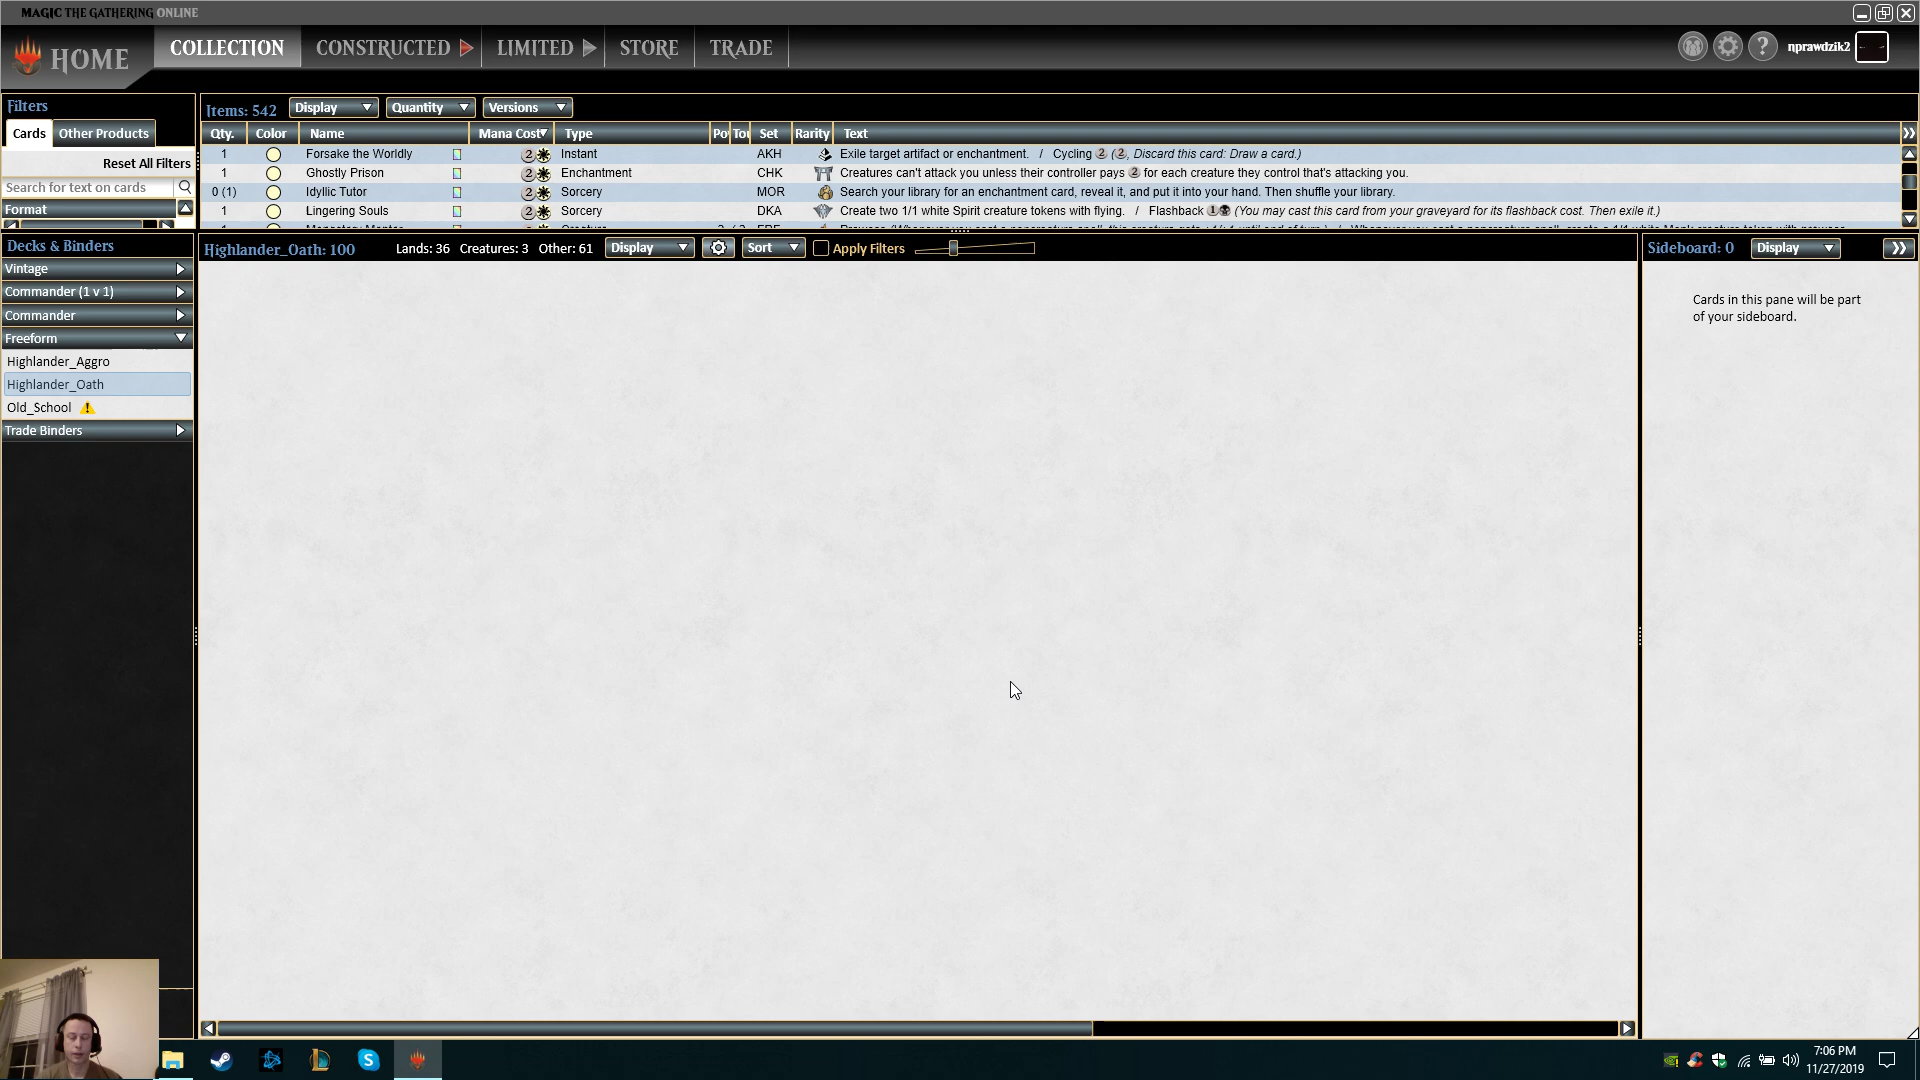 MAGIC THE GATHERING ONLINE
HOME
COLLECTION
CONSTRUCTED
LIMITED
STORE
TRADE
nprawdzik2
Filters
Items: 542
Display
Quantity
Versions
Cards
Other Products
Qty.
Color
Name
Mana Cost
Type
Po
Tou
Set
Rarity
Text
Reset All Filters
Search for text on cards
Format
1 Forsake the Worldly 2 Instant AKH Exile target artifact or enchantment. / Cycling 2 (2, Discard this card: Draw a card.)
1 Ghostly Prison 2 Enchantment CHK Creatures can't attack you unless their controller pays 2 for each creature they control that's attacking you.
0 (1) Idyllic Tutor 2 Sorcery MOR Search your library for an enchantment card, reveal it, and put it into your hand. Then shuffle your library.
1 Lingering Souls 2 Sorcery DKA Create two 1/1 white Spirit creature tokens with flying. / Flashback 1 (You may cast this card from your graveyard for its flashback cost. Then exile it.)
Decks & Binders
Highlander_Oath: 100
Lands: 36
Creatures: 3
Other: 61
Display
Sort
Apply Filters
Sideboard: 0
Display
Vintage
Commander (1 v 1)
Commander
Freeform
Highlander_Aggro
Highlander_Oath
Old_School
Trade Binders
Cards in this pane will be part
of your sideboard.
7:06 PM
11/27/2019